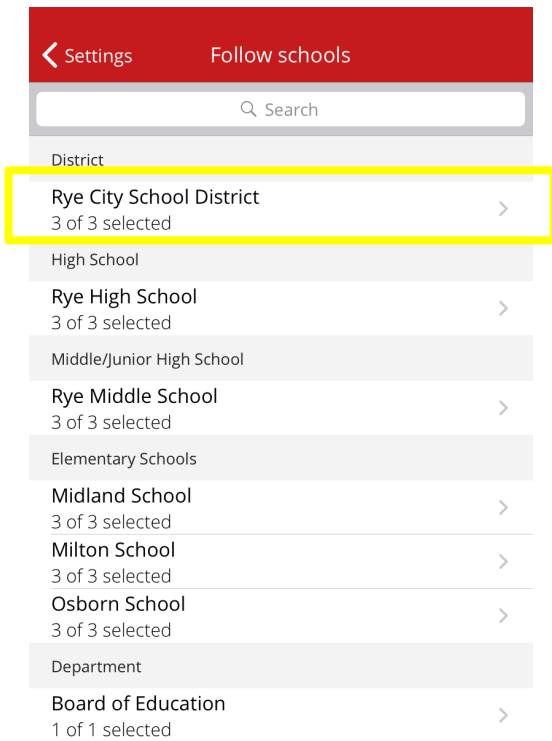 Settings
Follow schools
Search
District
Rye City School District
3 of 3 selected
High School
Rye High School
3 of 3 selected
Middle/Junior High School
Rye Middle School
3 of 3 selected
Elementary Schools
Midland School
3 of 3 selected
Milton School
3 of 3 selected
Osborn School
3 of 3 selected
Department
Board of Education
1 of 1 selected